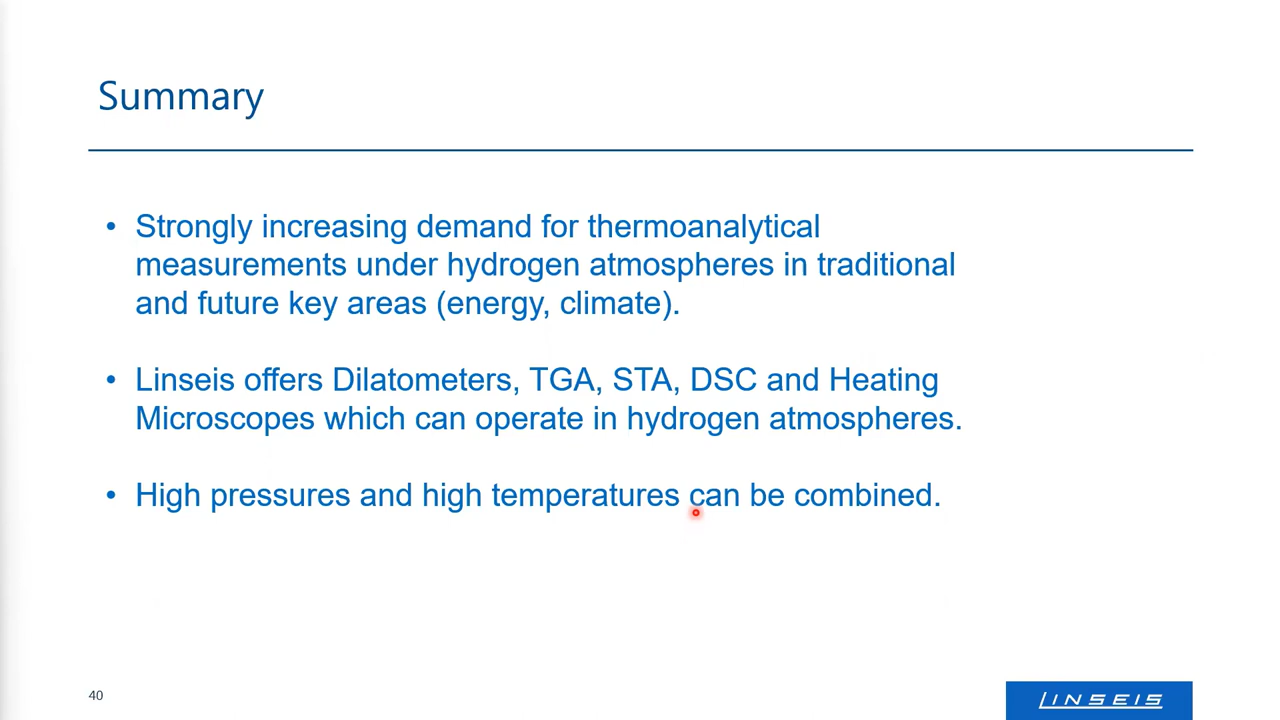 Summary
• Strongly increasing demand for thermoanalytical
measurements under hydrogen atmospheres in traditional
and future key areas (energy, climate).
• Linseis offers Dilatometers, TGA, STA, DSC and Heating
Microscopes which can operate in hydrogen atmospheres.
• High pressures and high temperatures can be combined.
40
LINSEIS